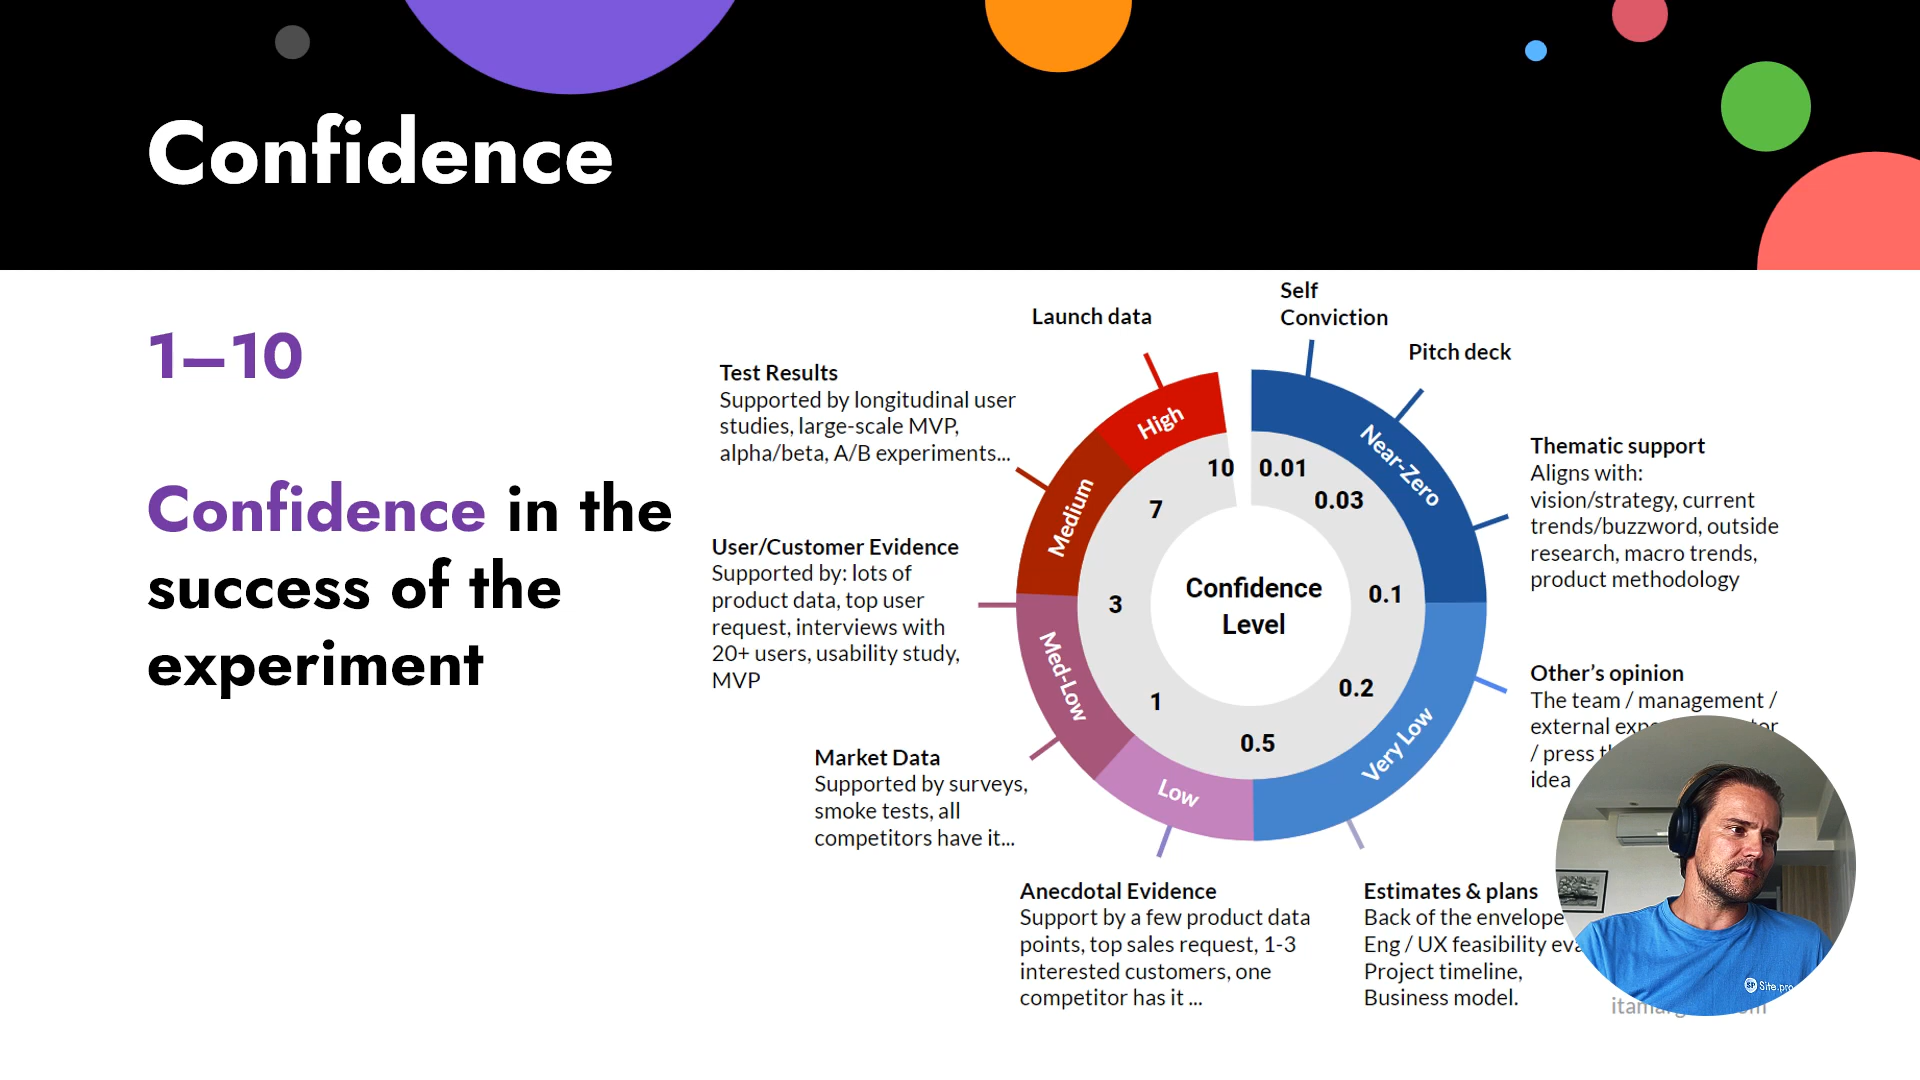 Confidence
1–10
Confidence in the
success of the
experiment
Launch data
Self
Conviction
Pitch deck
Test Results
Supported by longitudinal user
studies, large-scale MVP,
alpha/beta, A/B experiments...
Thematic support
Aligns with:
vision/strategy, current
trends/buzzword, outside
research, macro trends,
product methodology
User/Customer Evidence
Supported by: lots of
product data, top user
request, interviews with
20+ users, usability study,
MVP
Other's opinion
The team / management /
external
/ press
idea
Market Data
Supported by surveys,
smoke tests, all
competitors have it...
Anecdotal Evidence
Support by a few product data
points, top sales request, 1-3
interested customers, one
competitor has it ...
Estimates & plans
Back of the envelope
Eng / UX feasibility
Project timeline,
Business model.
High
Medium
Med-Low
Low
Very Low
Near-Zero
10
0.01
7
0.03
3
0.1
1
0.2
0.5
Confidence
Level
Site.pro